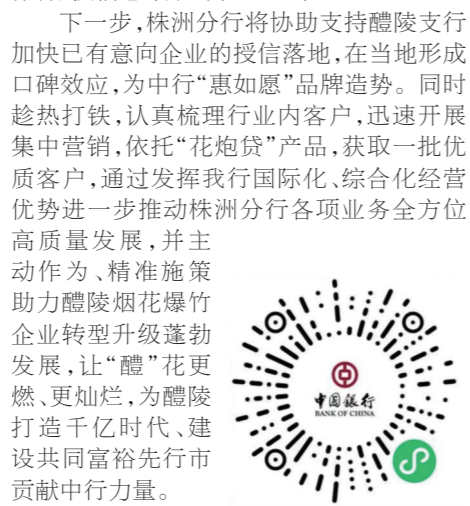 下一步,株洲分行将协助支持醴陵支行
加快已有意向企业的授信落地,在当地形成
口碑效应,为中行“惠如愿”品牌造势。同时
趁热打铁,认真梳理行业内客户,迅速开展
集中营销,依托“花炮贷”产品,获取一批优
质客户,通过发挥我行国际化、综合化经营
优势进一步推动株洲分行各项业务全方位
高质量发展,并主
动作为、精准施策
助力醴陵烟花爆竹
企业转型升级蓬勃
发展,让“醴”花更
燃、更灿烂,为醴陵
打造千亿时代、建
设共同富裕先行市
贡献中行力量。
中国银行
BANK OF CHINA